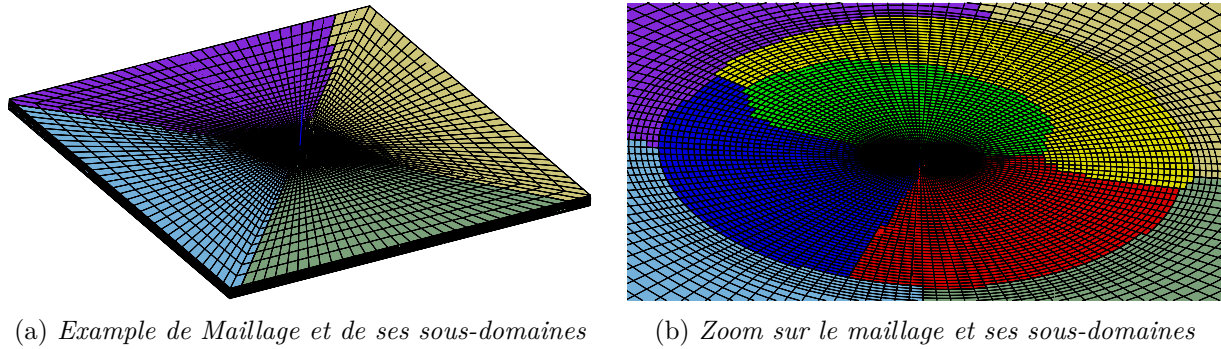 (a) Example de Maillage et de ses sous-domaines
(b) Zoom sur le maillage et ses sous-domaines